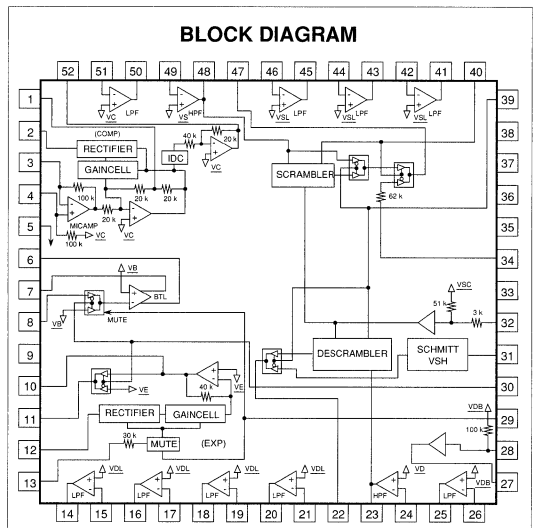 BLOCK DIAGRAM
52 51 50 49 48 47 46 45 44 43 42 41 40
LPF HPF LPF LPF LPF
VC VS VSL VSL VSL
1 39
2 (COMP) RECTIFIER 40 k 20 k 38
IDC VC
3 GAINCELL SCRAMBLER 37
100 k 20 k 20 k 62 k
4 20 k 36
MICAMP VC
5 100 k VC 35
6 34
7 VB BTL VSC 33
51 k 3 k
8 VB MUTE 32
9 DESCRAMBLER SCHMITT VSH 31
10 40 k VE 30
11 VE VDB 29
RECTIFIER GAINCELL 100 k
12 30 k MUTE (EXP) 28
13 VDL VDL VDL VDL VD VDB 27
LPF LPF LPF LPF HPF LPF
14 15 16 17 18 19 20 21 22 23 24 25 26